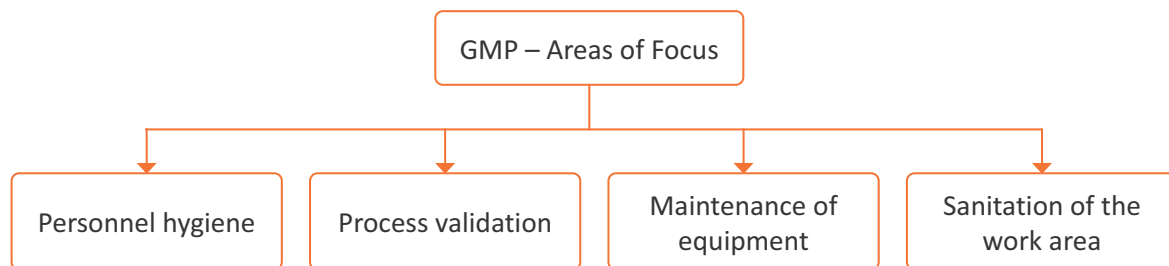 GMP – Areas of Focus
Personnel hygiene
Process validation
Maintenance of
equipment
Sanitation of the
work area